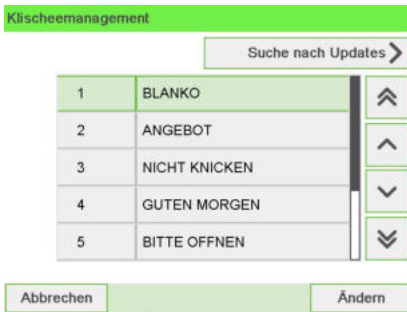 Klischeemanagement
Suche nach Updates
1 BLANKO
2 ANGEBOT
3 NICHT KNICKEN
4 GUTEN MORGEN
5 BITTE OFFNEN
Abbrechen Ändern